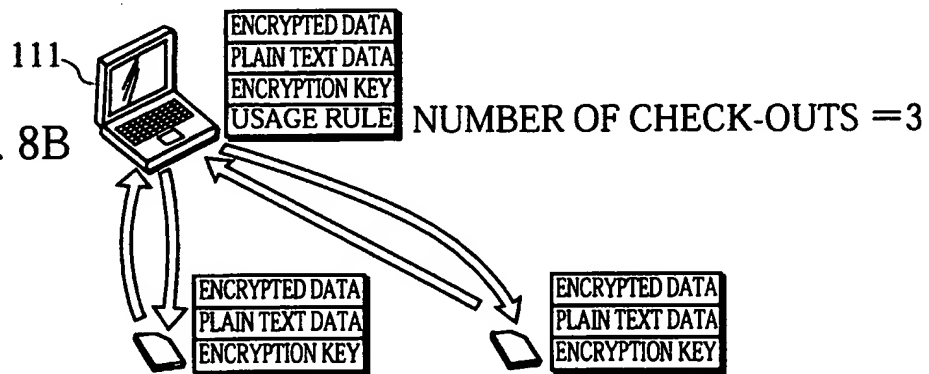 ENCRYPTED DATA
111
PLAIN TEXT DATA
ENCRYPTION KEY
USAGE RULE NUMBER OF CHECK-OUTS =3
. 8B
ENCRYPTED DATA
PLAIN TEXT DATA
ENCRYPTION KEY
ENCRYPTED DATA
PLAIN TEXT DATA
ENCRYPTION KEY